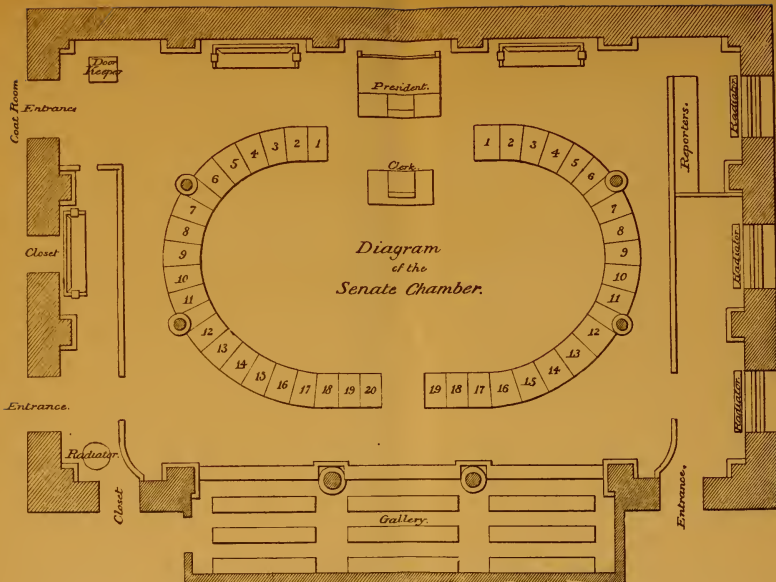 Coat Room
Entrance
Door
Keeper
President.
Clerk.
Reporters.
Radiator
1
2
3
4
5
6
7
8
9
10
11
12
13
14
15
16
17
18
19
20
1
2
3
4
5
6
7
8
9
10
11
12
13
14
15
16
17
18
19
Closet
Diagram
of the
Senate Chamber.
Radiator
Entrance.
Radiator
Radiator.
Closet
Gallery.
Entrance.